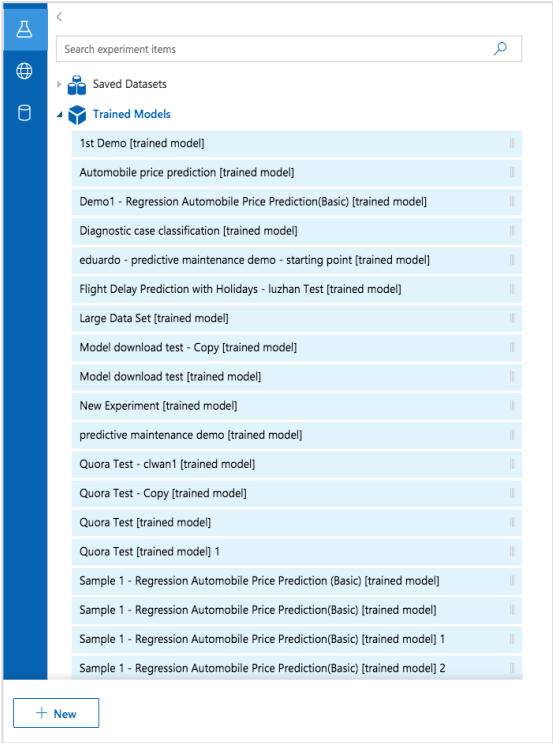 Search experiment items
Saved Datasets
Trained Models
1st Demo [trained model]
Automobile price prediction [trained model]
Demo1 - Regression Automobile Price Prediction(Basic) [trained model]
Diagnostic case classification [trained model]
eduardo - predictive maintenance demo - starting point [trained model]
Flight Delay Prediction with Holidays - luzhan Test [trained model]
Large Data Set [trained model]
Model download test - Copy [trained model]
Model download test [trained model]
New Experiment [trained model]
predictive maintenance demo [trained model]
Quora Test - clwan1 [trained model]
Quora Test - Copy [trained model]
Quora Test [trained model]
Quora Test [trained model] 1
Sample 1 - Regression Automobile Price Prediction (Basic) [trained model]
Sample 1 - Regression Automobile Price Prediction(Basic) [trained model]
Sample 1 - Regression Automobile Price Prediction(Basic) [trained model] 1
Sample 1 - Regression Automobile Price Prediction(Basic) [trained model] 2
+ New